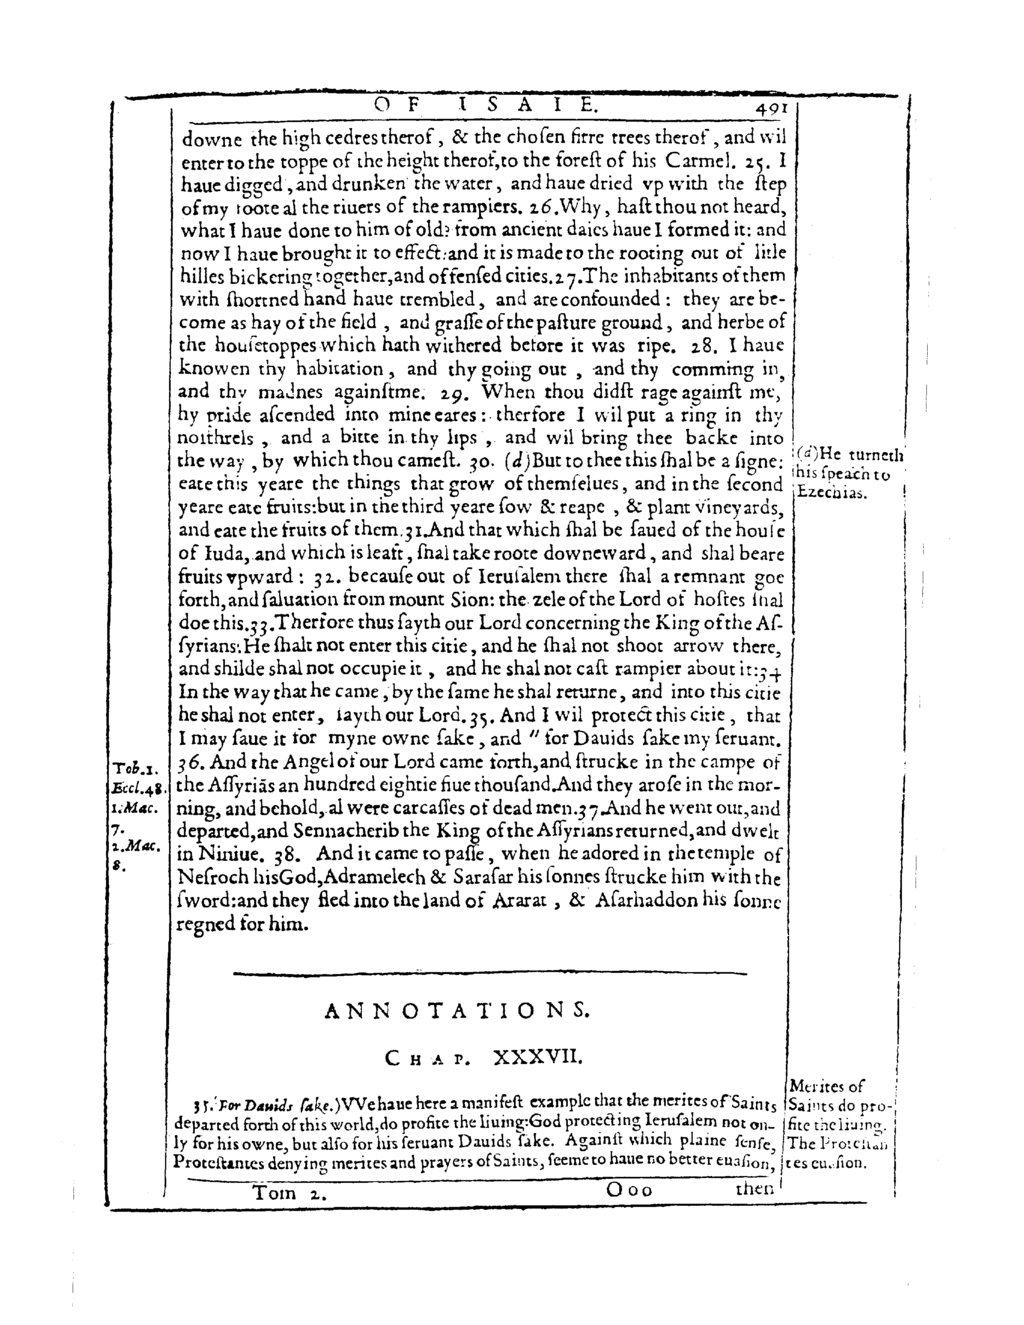 O F I S A I E. 491
downe the high cedres therof, & the choſen firre trees therof, and wil
enter to the toppe of the height therof, to the foreſt of his Carmel. 25. I
haue digged, and drunken the water, and haue dried vp with the ſtep
of my foote al the riuers of the rampiers. 26. Why, haſt thou not heard,
what I haue done to him of old? from ancient daies haue I formed it: and
now I haue brought it to effect: and it is made to the rooting out of litle
hilles bickering together, and offenſed cities. 27. The inhabitants of them
with ſhortned hand haue trembled, and are confounded: they are be-
come as hay of the field, and graſſe of the paſture ground, and herbe of
the houſetoppes which hath withered before it was ripe. 28. I haue
knowen thy habitation, and thy going out, and thy comming in,
and thy madnes againſt me. 29. When thou didſt rage againſt me,
hy pride aſcended into mine eares: therfore I wil put a ring in thy
noiſthrels, and a bitte in thy lips, and wil bring thee backe into
the way, by which thou cameſt. 30. (d) But to thee this ſhal be a ſigne:
eate this yeare the things that grow of themſelues, and in the ſecond
yeare eate fruits: but in the third yeare ſow & reape, & plant vineyards,
and eate the fruits of them. 31. And that which ſhal be ſaued of the houſe
of Iuda, and which is leaft, ſhal take roote downeward, and shal beare
fruits vpward: 32. becauſe out of Ieruſalem there ſhal a remnant goe
forth, and ſaluation from mount Sion: the zele of the Lord of hoſtes ſhal
doe this. 33. Therfore thus ſayth our Lord concerning the King of the Aſ-
ſyrians: He ſhalt not enter this citie, and he ſhal not shoot arrow there,
and shilde shal not occupie it, and he shal not caſt rampier about it: 34
In the way that he came, by the ſame he shal returne, and into this citie
he shal not enter, ſayth our Lord. 35. And I wil protect this citie, that
I may ſaue it for myne owne ſake, and " for Dauids ſake my ſeruant.
36. And the Angel of our Lord came forth, and ſtrucke in the campe of
the Aſſyriās an hundred eightie fiue thouſand. And they aroſe in the mor-
ning, and behold, al were carcaſſes of dead men. 37. And he went out, and
departed, and Sennacherib the King of the Aſſyrians returned, and dwelt
in Niniue. 38. And it came to paſſe, when he adored in the temple of
Neſroch his God, Adramelech & Saraſar his ſonnes ſtrucke him with the
ſword: and they fled into the land of Ararat, & Aſarhaddon his ſonne
regned for him.
(d) He turneth
his ſpeach to
Ezechias.
Tob. 1.
Eccl. 48.
1. Mac.
7.
2. Mac.
8.
ANNOTATIONS.
CHAP. XXXVII.
35. For Dauids ſake.) VVe haue here a manifeſt example that the merites of Saints
departed forth of this world, do profite the liuing: God protecting Ieruſalem not on-
ly for his owne, but alſo for his ſeruant Dauids ſake. Againſt which plaine ſenſe,
Proteſtantes denying merites and prayers of Saints, ſeeme to haue no better euaſion,
Merites of
Saints do pro-
fite the liuing.
The Proteſtan
tes euaſion.
Tom 2. Ooo then